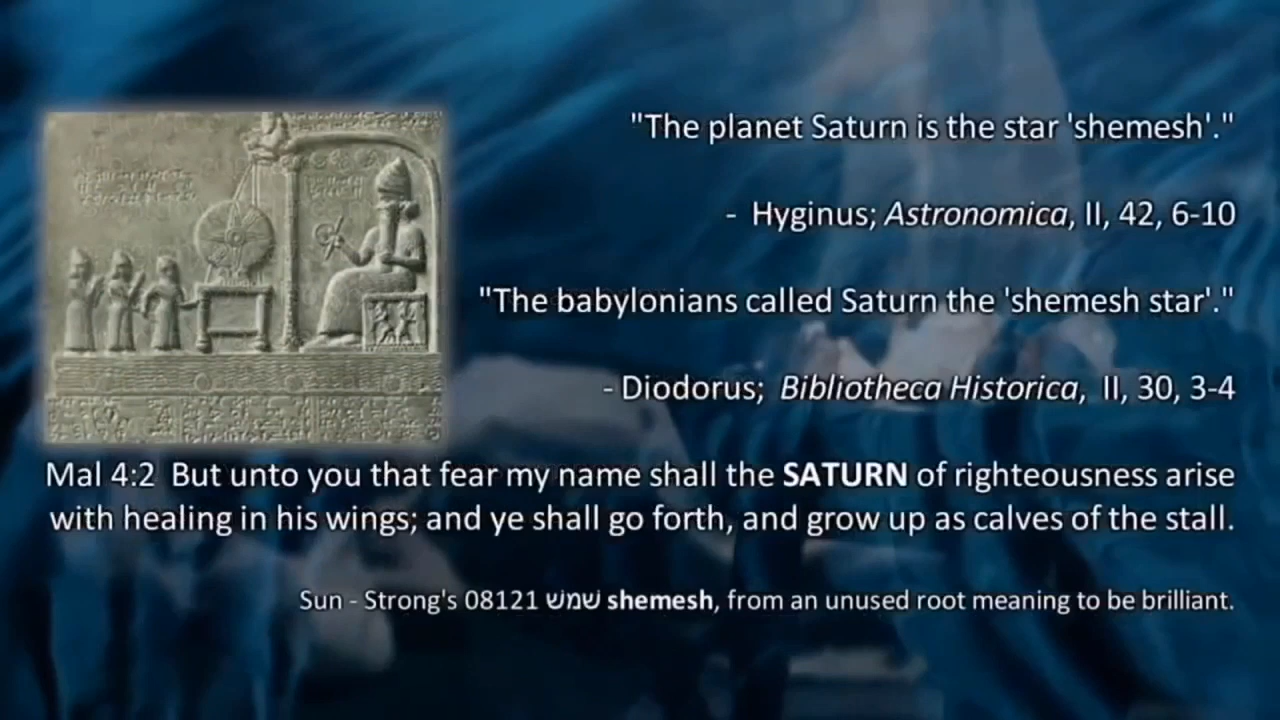 "The planet Saturn is the star 'shemesh'."
- Hyginus; Astronomica, II, 42, 6-10
"The babylonians called Saturn the 'shemesh star'."
- Diodorus; Bibliotheca Historica, II, 30, 3-4
Mal 4:2 But unto you that fear my name shall the SATURN of righteousness arise
with healing in his wings; and ye shall go forth, and grow up as calves of the stall.
Sun - Strong's 08121 שמש shemesh, from an unused root meaning to be brilliant.